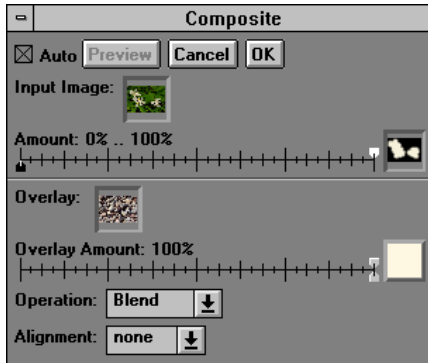 Composite
Auto Preview Cancel OK
Input Image:
Amount: 0% .. 100%
Overlay:
Overlay Amount: 100%
Operation: Blend
Alignment: none